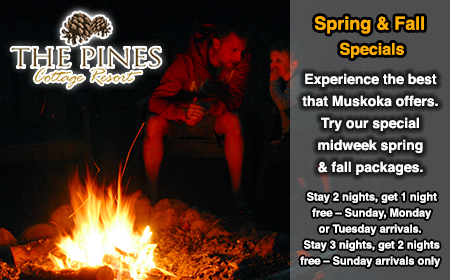 THE PINES
Cottage Resort
Spring & Fall
Specials
Experience the best
that Muskoka offers.
Try our special
midweek spring
& fall packages.
Stay 2 nights, get 1 night
free – Sunday, Monday
or Tuesday arrivals.
Stay 3 nights, get 2 nights
free – Sunday arrivals only